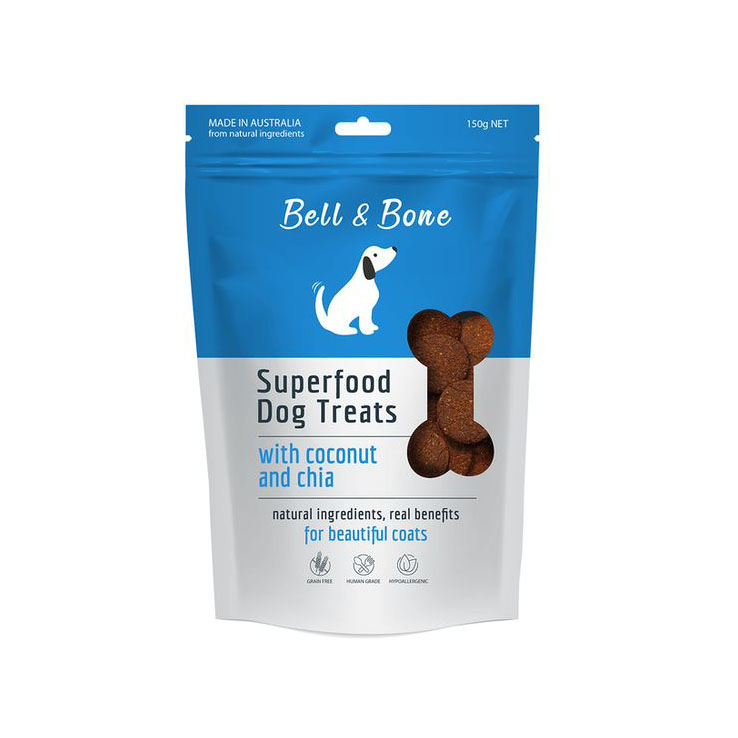 MADE IN AUSTRALIA
from natural ingredients
150g NET
Bell & Bone
Superfood
Dog Treats
with coconut
and chia
natural ingredients, real benefits
for beautiful coats
GRAIN FREE
HUMAN GRADE
HYPOALLERGENIC